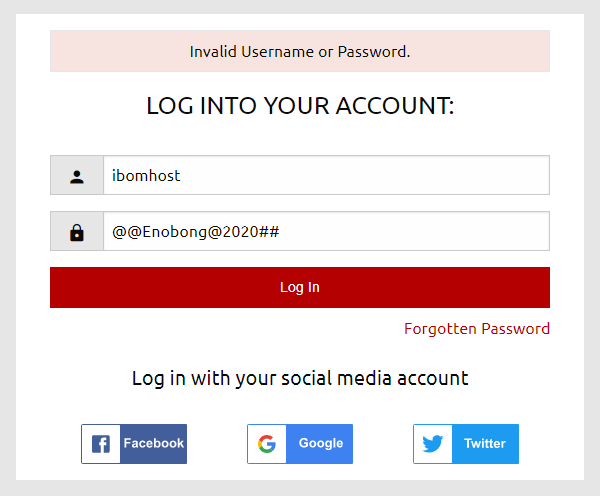 Invalid Username or Password.
LOG INTO YOUR ACCOUNT:
ibomhost
@@Enobong@2020##
Log In
Forgotten Password
Log in with your social media account
Facebook
Google
Twitter